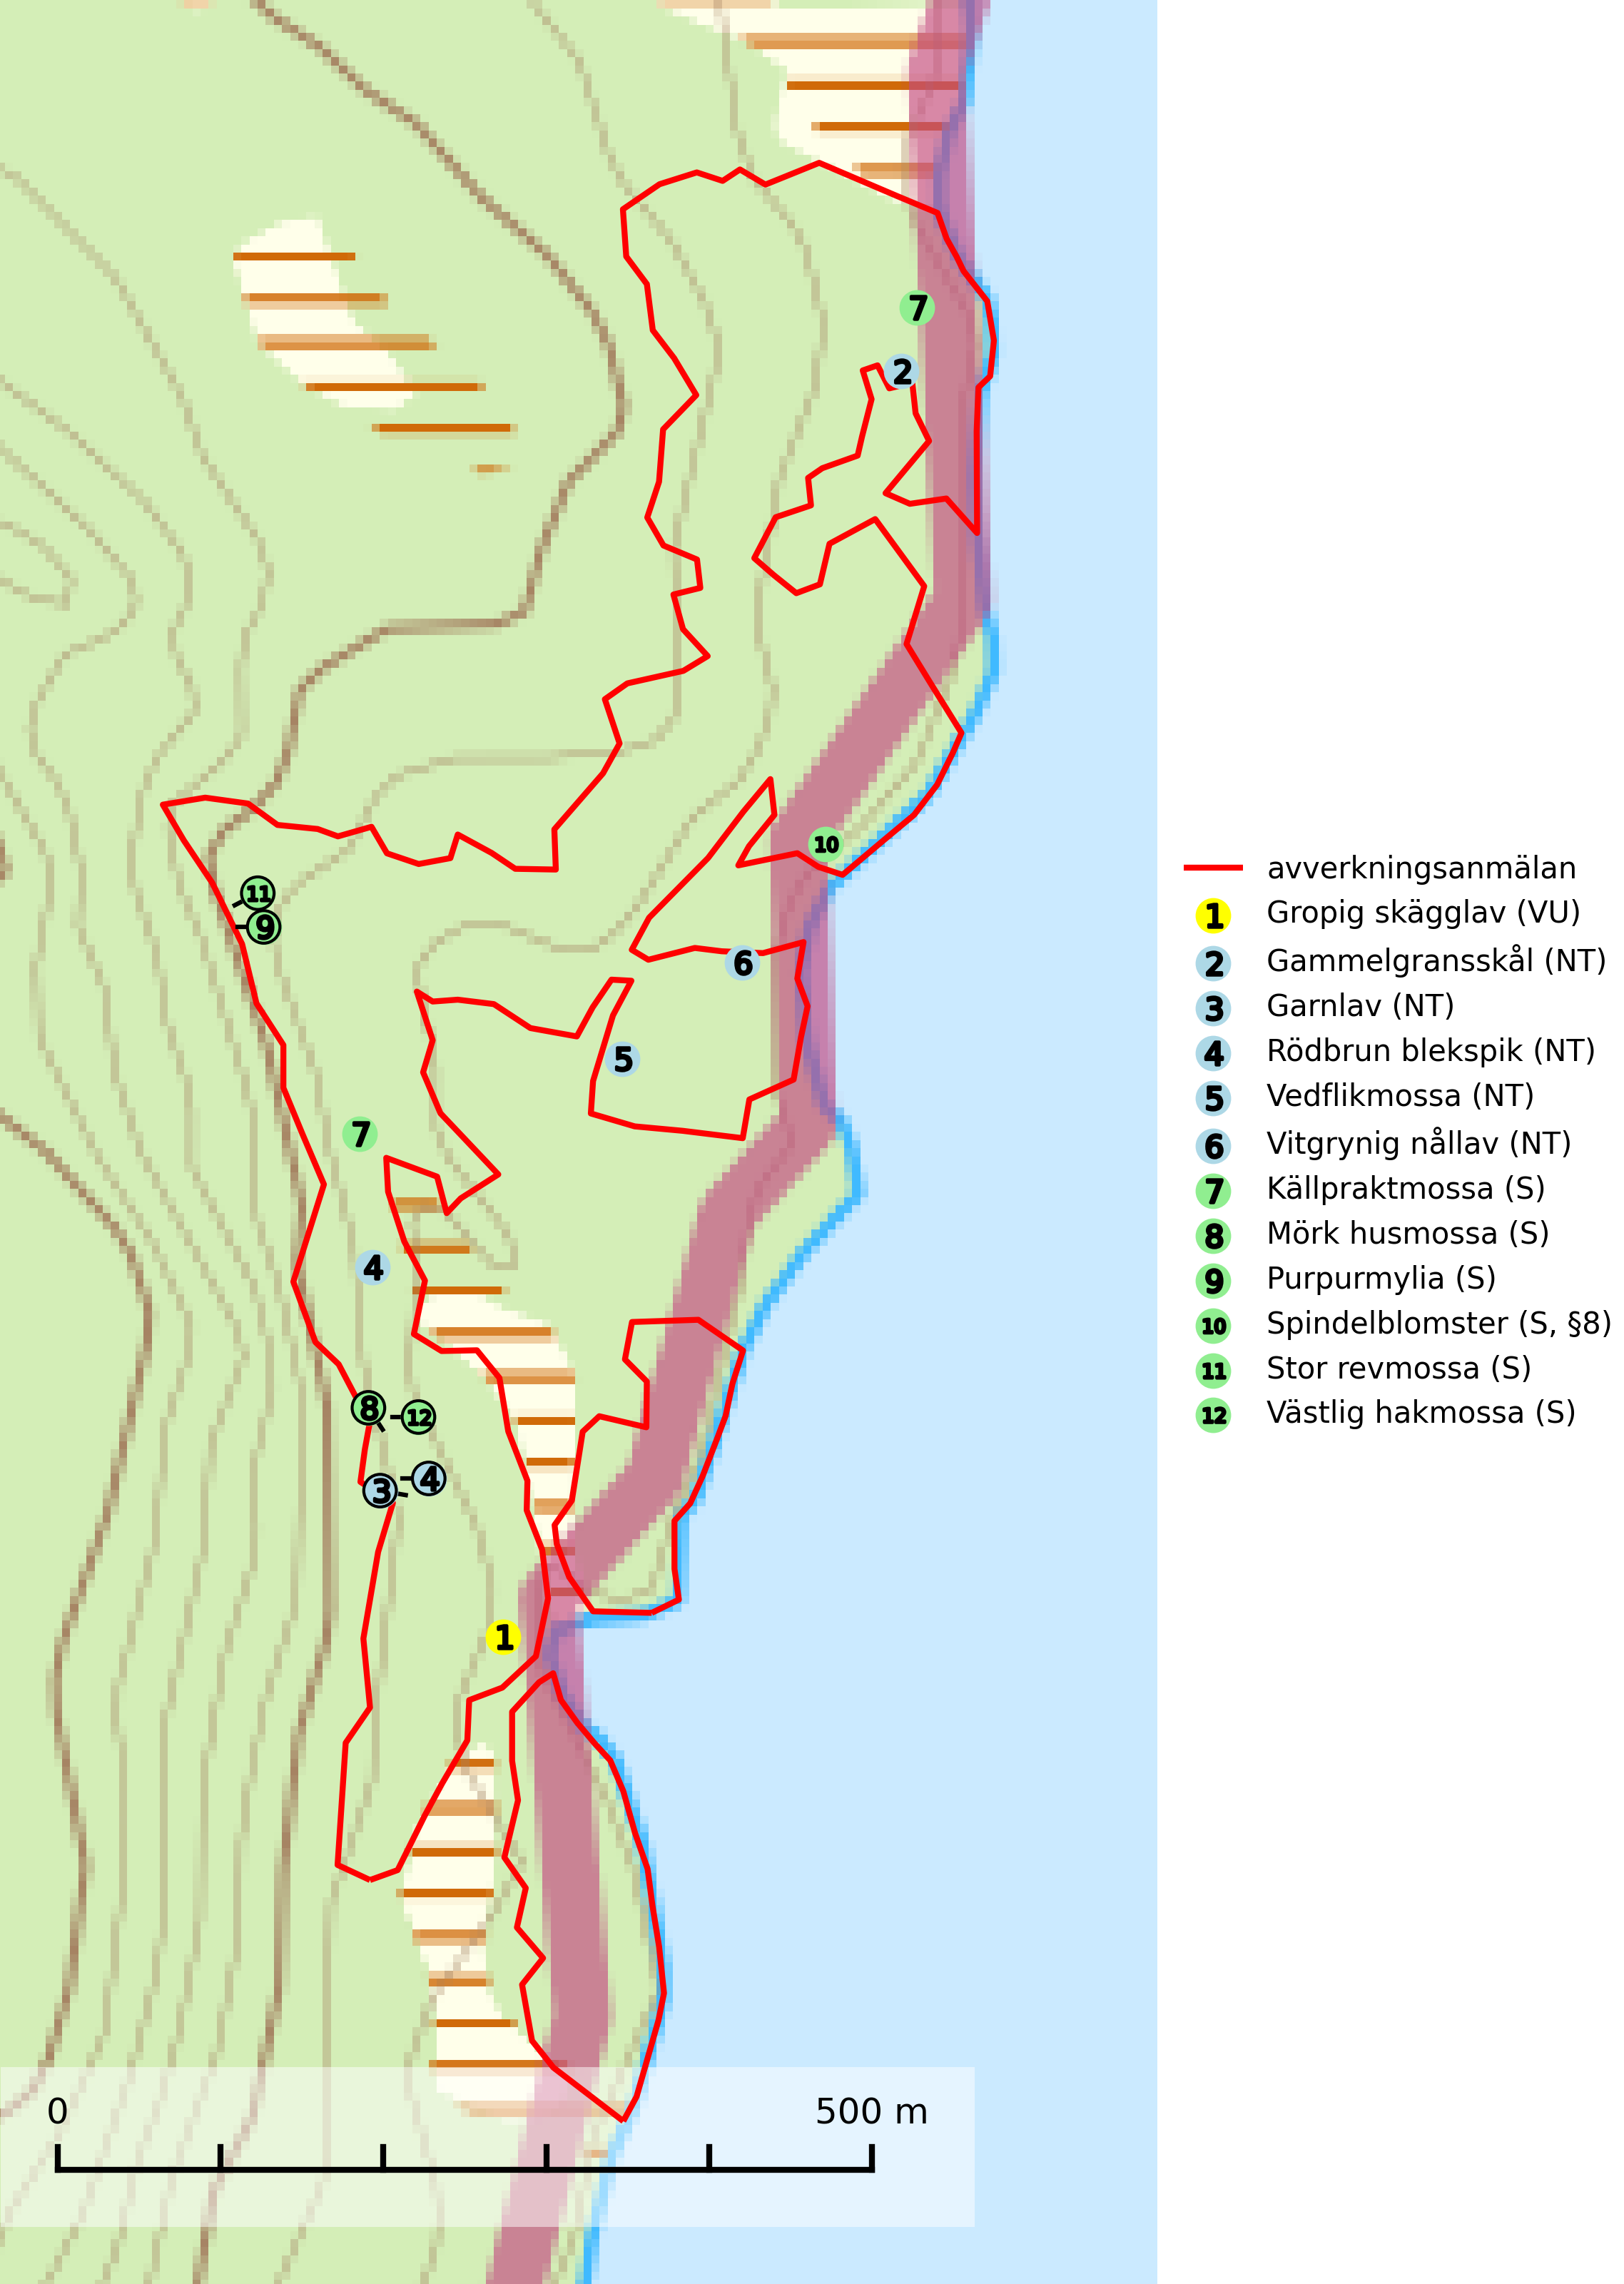 7
2
10
11
9
6
5
7
4
8
12
3
4
1
0
500 m
avverkningsanmälan
1 Gropig skägglav (VU)
2 Gammelgransskål (NT)
3 Garnlav (NT)
4 Rödbrun blekspik (NT)
5 Vedflikmossa (NT)
6 Vitgrynig nållav (NT)
7 Källpraktmossa (S)
8 Mörk husmossa (S)
9 Purpurmylia (S)
10 Spindelblomster (S, §8)
11 Stor revmossa (S)
12 Västlig hakmossa (S)